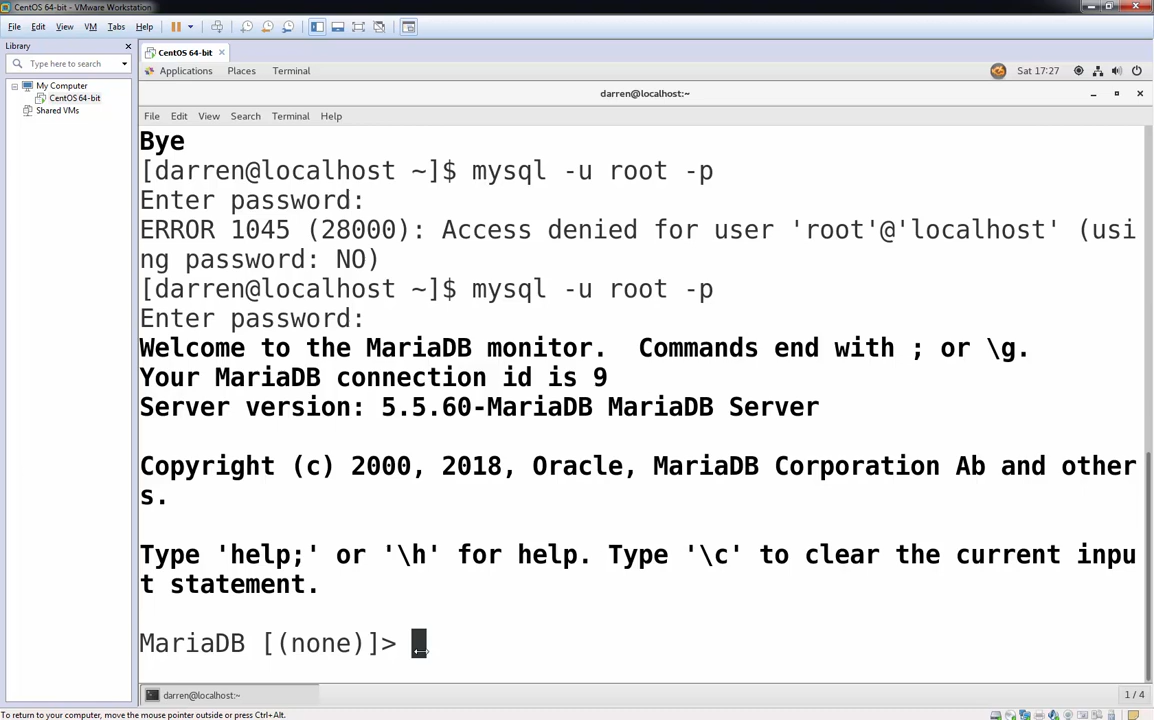 CentOS 64-bit - VMware Workstation
File Edit View VM Tabs Help
Library
Type here to search
My Computer
CentOS 64-bit
Shared VMs
CentOS 64-bit
Applications Places Terminal Sat 17:27
darren@localhost:~
File Edit View Search Terminal Help
Bye
[darren@localhost ~]$ mysql -u root -p
Enter password:
ERROR 1045 (28000): Access denied for user 'root'@'localhost' (usi
ng password: NO)
[darren@localhost ~]$ mysql -u root -p
Enter password:
Welcome to the MariaDB monitor.  Commands end with ; or \g.
Your MariaDB connection id is 9
Server version: 5.5.60-MariaDB MariaDB Server
Copyright (c) 2000, 2018, Oracle, MariaDB Corporation Ab and other
s.
Type 'help;' or '\h' for help. Type '\c' to clear the current inpu
t statement.
MariaDB [(none)]>
darren@localhost:~ 1 / 4
To return to your computer, move the mouse pointer outside or press Ctrl+Alt.